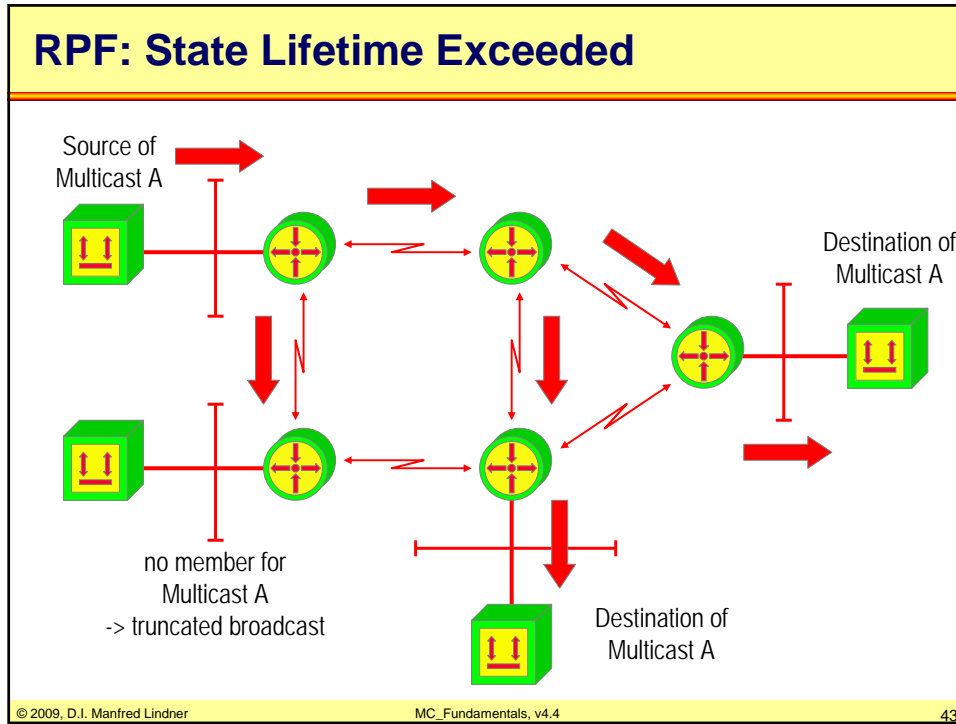 RPF: State Lifetime Exceeded
Source of
Multicast A
Destination of
Multicast A
no member for
Multicast A
-> truncated broadcast
Destination of
Multicast A
© 2009, D.I. Manfred Lindner
MC_Fundamentals, v4.4
43